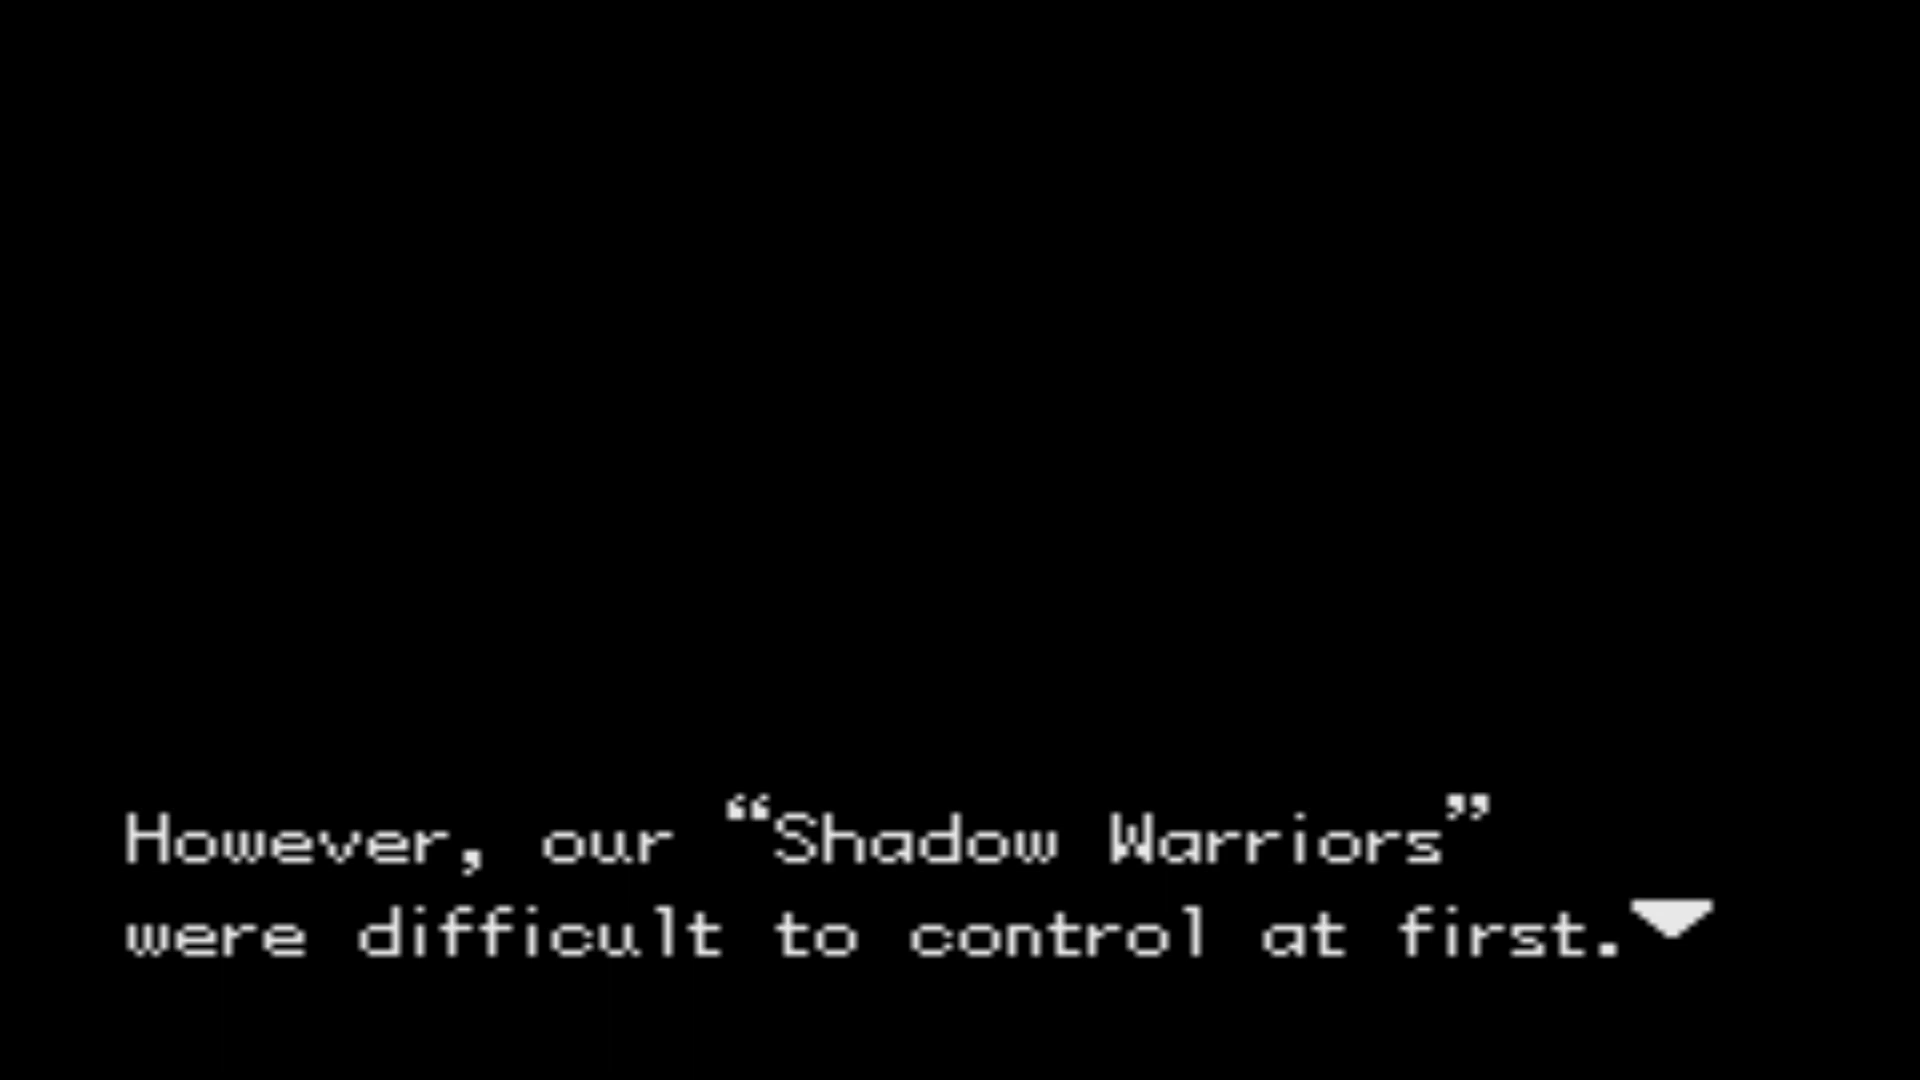 However, our “Shadow Warriors”
were difficult to control at first.